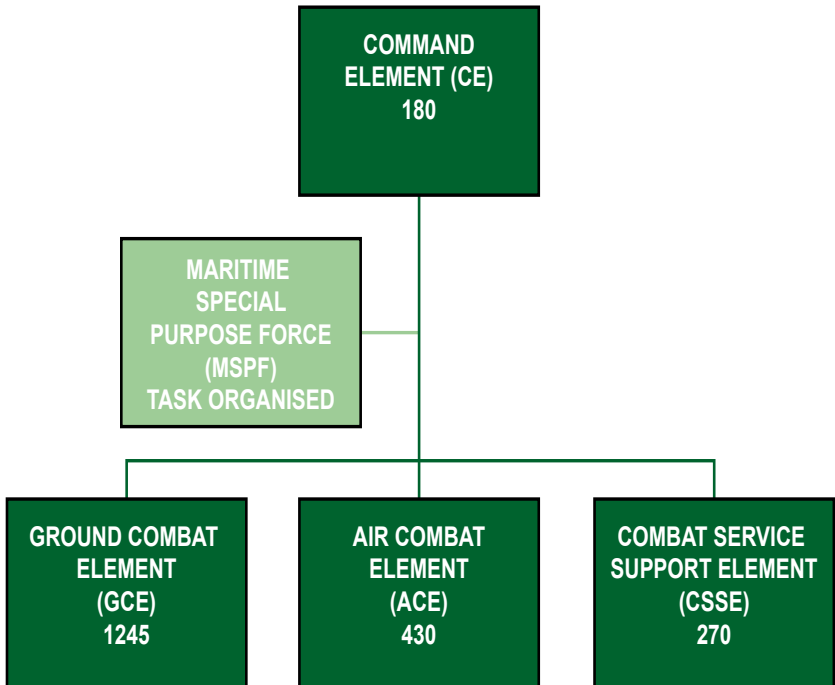 COMMAND
ELEMENT (CE)
180
MARITIME
SPECIAL
PURPOSE FORCE
(MSPF)
TASK ORGANISED
GROUND COMBAT
ELEMENT
(GCE)
1245
AIR COMBAT
ELEMENT
(ACE)
430
COMBAT SERVICE
SUPPORT ELEMENT
(CSSE)
270